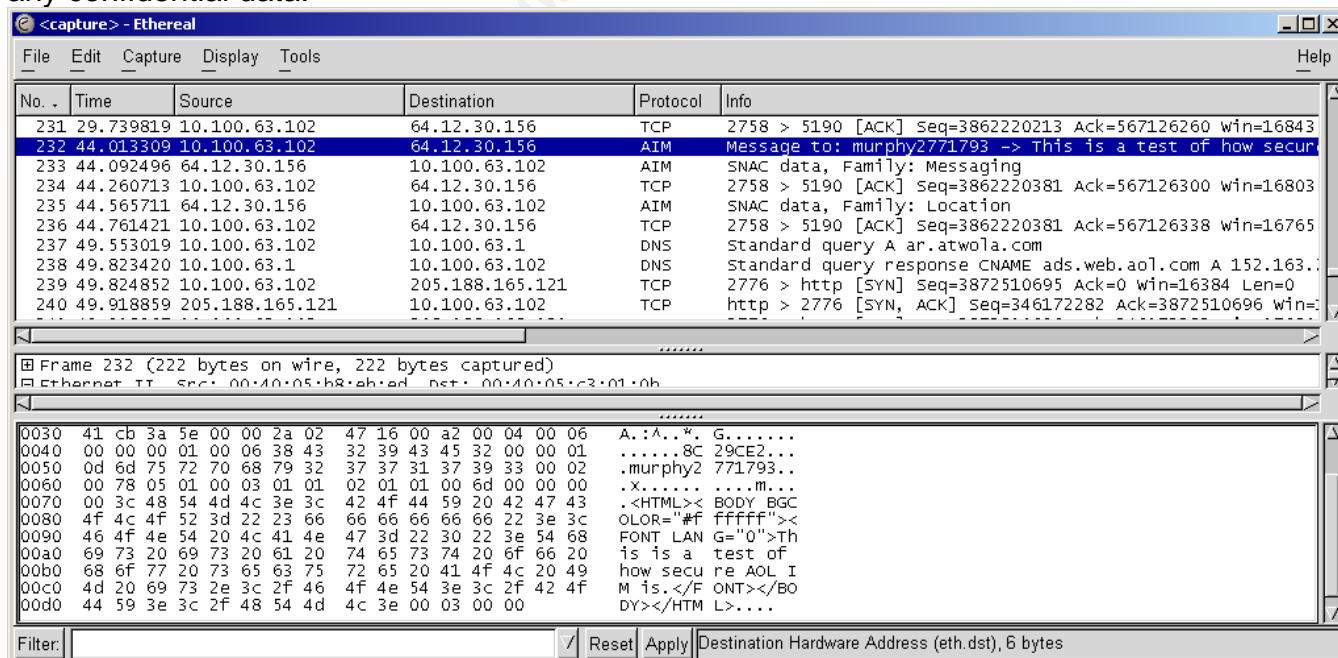 any confidential data.
<capture> - Ethereal
File Edit Capture Display Tools Help
No. . Time Source Destination Protocol Info
231 29.739819 10.100.63.102 64.12.30.156 TCP 2758 > 5190 [ACK] Seq=3862220213 Ack=567126260 Win=16843
232 44.013309 10.100.63.102 64.12.30.156 AIM Message to: murphy2771793 -> This is a test of how secur
233 44.092496 64.12.30.156 10.100.63.102 AIM SNAC data, Family: Messaging
234 44.260713 10.100.63.102 64.12.30.156 TCP 2758 > 5190 [ACK] Seq=3862220381 Ack=567126300 Win=16803
235 44.565711 64.12.30.156 10.100.63.102 AIM SNAC data, Family: Location
236 44.761421 10.100.63.102 64.12.30.156 TCP 2758 > 5190 [ACK] Seq=3862220381 Ack=567126338 Win=16765
237 49.553019 10.100.63.102 10.100.63.1 DNS Standard query A ar.atwola.com
238 49.823420 10.100.63.1 10.100.63.102 DNS Standard query response CNAME ads.web.aol.com A 152.163.
239 49.824852 10.100.63.102 205.188.165.121 TCP 2776 > http [SYN] Seq=3872510695 Ack=0 Win=16384 Len=0
240 49.918859 205.188.165.121 10.100.63.102 TCP http > 2776 [SYN, ACK] Seq=346172282 Ack=3872510696 Win=
Frame 232 (222 bytes on wire, 222 bytes captured)
Ethernet II, Src: 00:40:05:b8:eb:ed, Dst: 00:40:05:c3:01:0b
0030 41 cb 3a 5e 00 00 2a 02 47 16 00 a2 00 04 00 06 A.:^..*. G.......
0040 00 00 00 01 00 06 38 43 32 39 43 45 32 00 00 01 ......8C 29CE2...
0050 0d 6d 75 72 70 68 79 32 37 37 31 37 39 33 00 02 .murphy2 771793..
0060 00 78 05 01 00 03 01 01 02 01 01 00 6d 00 00 00 .x...... ....m...
0070 00 3c 48 54 4d 4c 3e 3c 42 4f 44 59 20 42 47 43 .<HTML>< BODY BGC
0080 4f 4c 4f 52 3d 22 23 66 66 66 66 66 66 22 3e 3c OLOR="#f fffff"><
0090 46 4f 4e 54 20 4c 41 4e 47 3d 22 30 22 3e 54 68 FONT LAN G="0">Th
00a0 69 73 20 69 73 20 61 20 74 65 73 74 20 6f 66 20 is is a test of
00b0 68 6f 77 20 73 65 63 75 72 65 20 41 4f 4c 20 49 how secu re AOL I
00c0 4d 20 69 73 2e 3c 2f 46 4f 4e 54 3e 3c 2f 42 4f M is.</F ONT></BO
00d0 44 59 3e 3c 2f 48 54 4d 4c 3e 00 03 00 00 DY></HTM L>....
Filter: Reset Apply Destination Hardware Address (eth.dst), 6 bytes